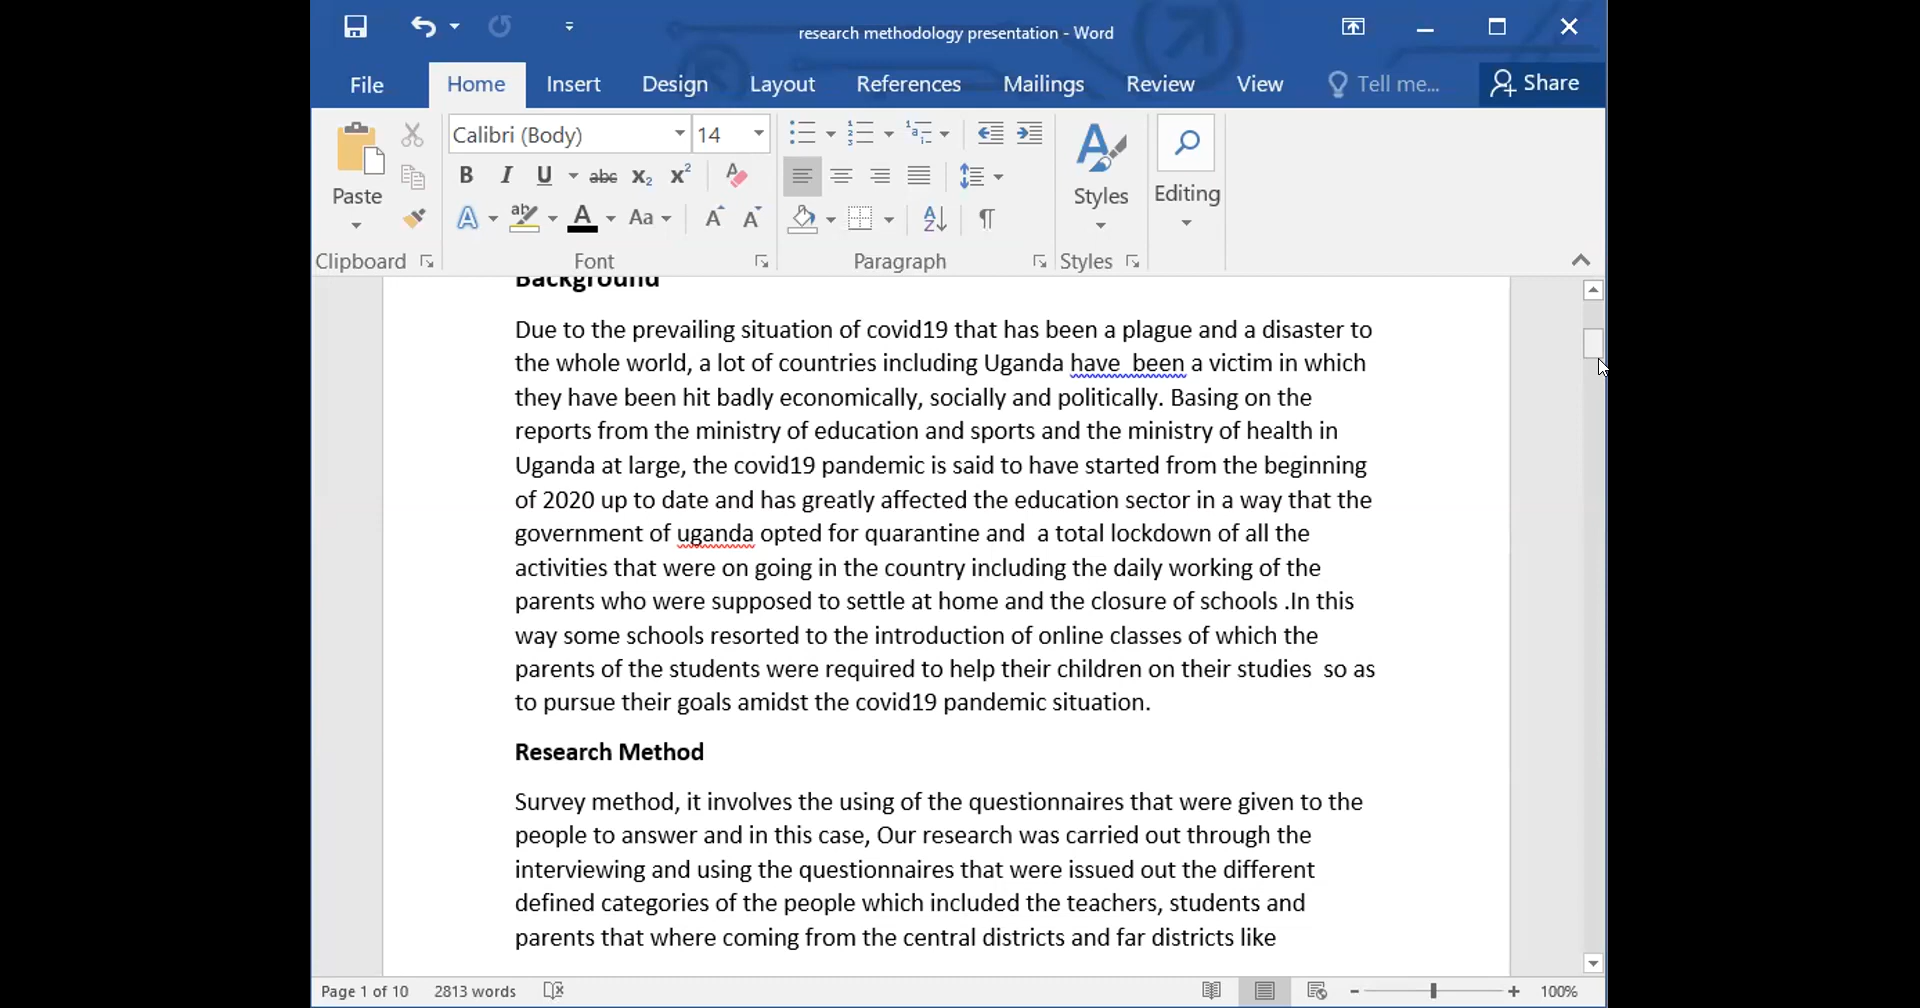 research methodology presentation - Word
File Home Insert Design Layout References Mailings Review View Tell me... Share
Calibri (Body) 14
Paste
B I U abc X₂ X²
Styles
Editing
A aby A Aa A A
A Z ¶
Clipboard Font Paragraph Styles
Background
Due to the prevailing situation of covid19 that has been a plague and a disaster to
the whole world, a lot of countries including Uganda have  been a victim in which
they have been hit badly economically, socially and politically. Basing on the
reports from the ministry of education and sports and the ministry of health in
Uganda at large, the covid19 pandemic is said to have started from the beginning
of 2020 up to date and has greatly affected the education sector in a way that the
government of uganda opted for quarantine and  a total lockdown of all the
activities that were on going in the country including the daily working of the
parents who were supposed to settle at home and the closure of schools .In this
way some schools resorted to the introduction of online classes of which the
parents of the students were required to help their children on their studies  so as
to pursue their goals amidst the covid19 pandemic situation.
Research Method
Survey method, it involves the using of the questionnaires that were given to the
people to answer and in this case, Our research was carried out through the
interviewing and using the questionnaires that were issued out the different
defined categories of the people which included the teachers, students and
parents that where coming from the central districts and far districts like
Page 1 of 10 2813 words 100%